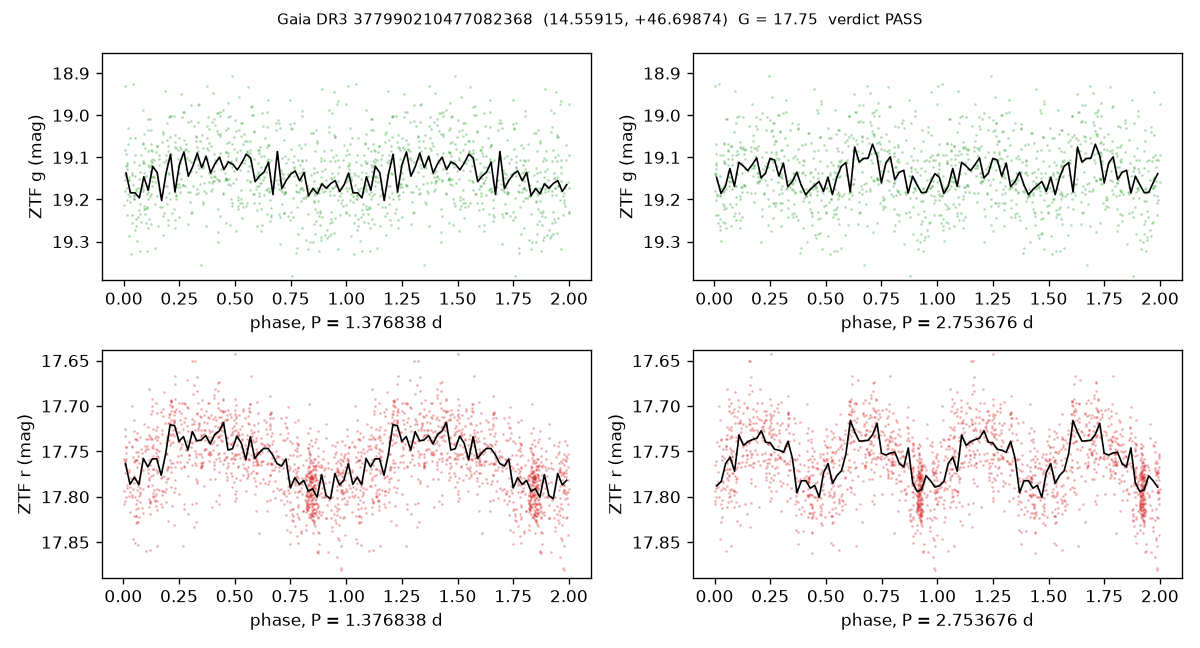 Gaia DR3 377990210477082368 (14.55915, +46.69874) G = 17.75 verdict PASS
ZTF g (mag)
18.9
19.0
19.1
19.2
19.3
0.00 0.25 0.50 0.75 1.00 1.25 1.50 1.75 2.00
phase, P = 1.376838 d
ZTF g (mag)
18.9
19.0
19.1
19.2
19.3
0.00 0.25 0.50 0.75 1.00 1.25 1.50 1.75 2.00
phase, P = 2.753676 d
ZTF r (mag)
17.65
17.70
17.75
17.80
17.85
0.00 0.25 0.50 0.75 1.00 1.25 1.50 1.75 2.00
phase, P = 1.376838 d
ZTF r (mag)
17.65
17.70
17.75
17.80
17.85
0.00 0.25 0.50 0.75 1.00 1.25 1.50 1.75 2.00
phase, P = 2.753676 d